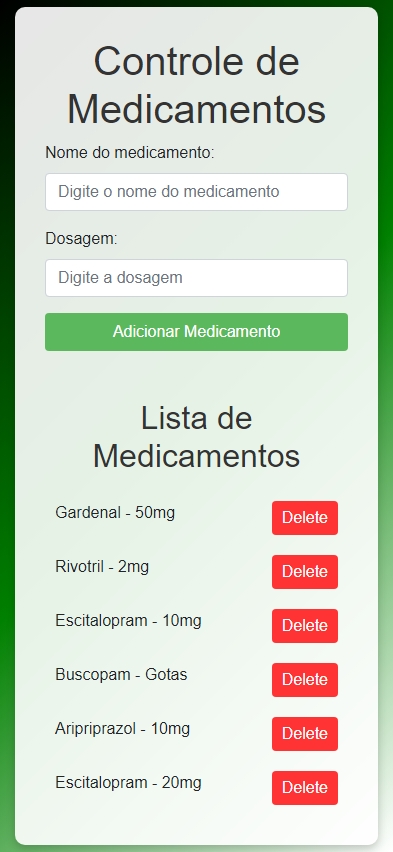 Controle de
Medicamentos
Nome do medicamento:
Digite o nome do medicamento
Dosagem:
Digite a dosagem
Adicionar Medicamento
Lista de
Medicamentos
Gardenal - 50mg Delete
Rivotril - 2mg Delete
Escitalopram - 10mg Delete
Buscopam - Gotas Delete
Aripriprazol - 10mg Delete
Escitalopram - 20mg Delete